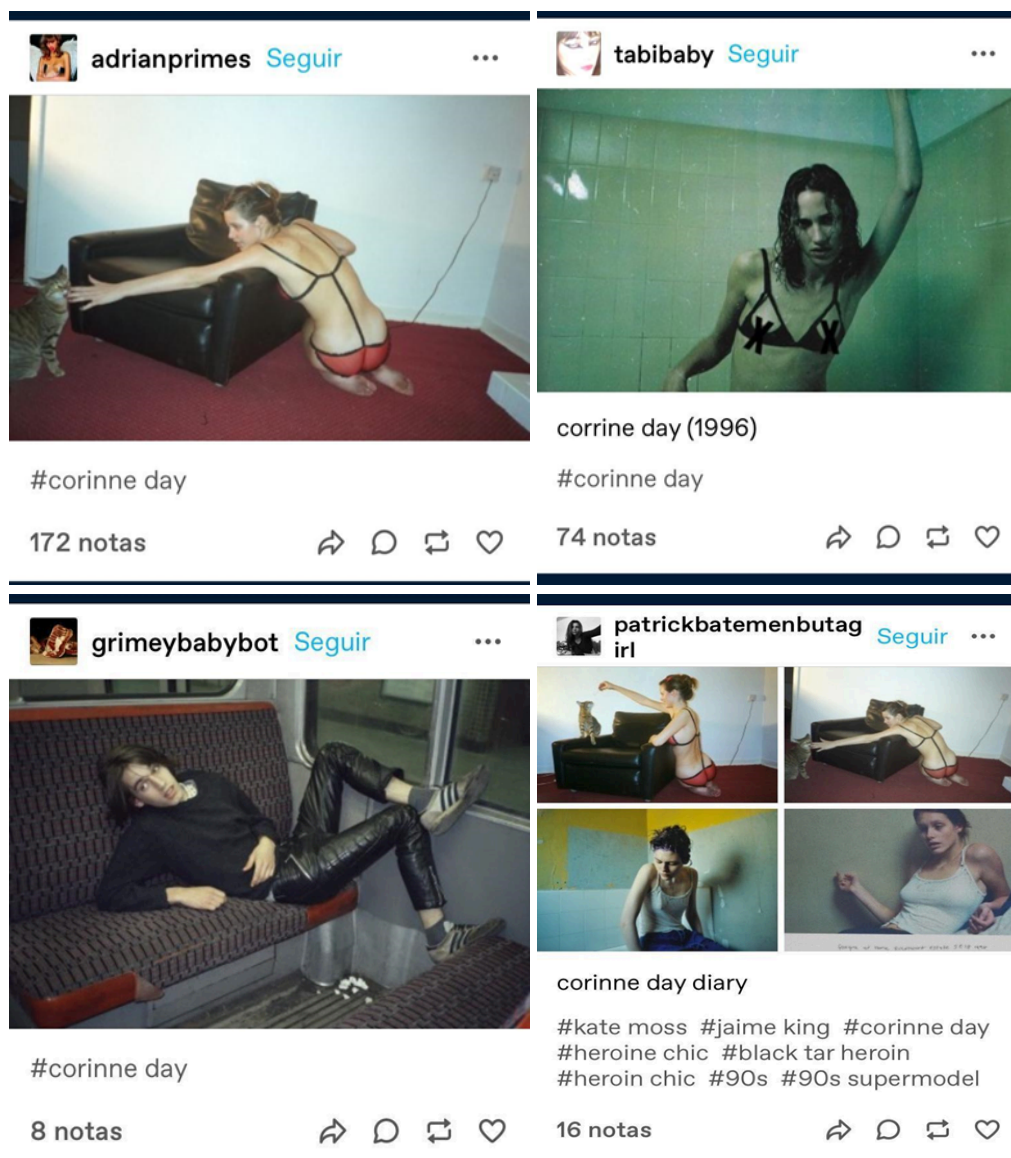 adrianprimes Seguir
#corinne day
172 notas
tabibaby Seguir
corrine day (1996)
#corinne day
74 notas
grimeybabybot Seguir
#corinne day
8 notas
patrickbatemenbutag
irl Seguir
corinne day diary
#kate moss #jaime king #corinne day
#heroine chic #black tar heroin
#heroin chic #90s #90s supermodel
16 notas